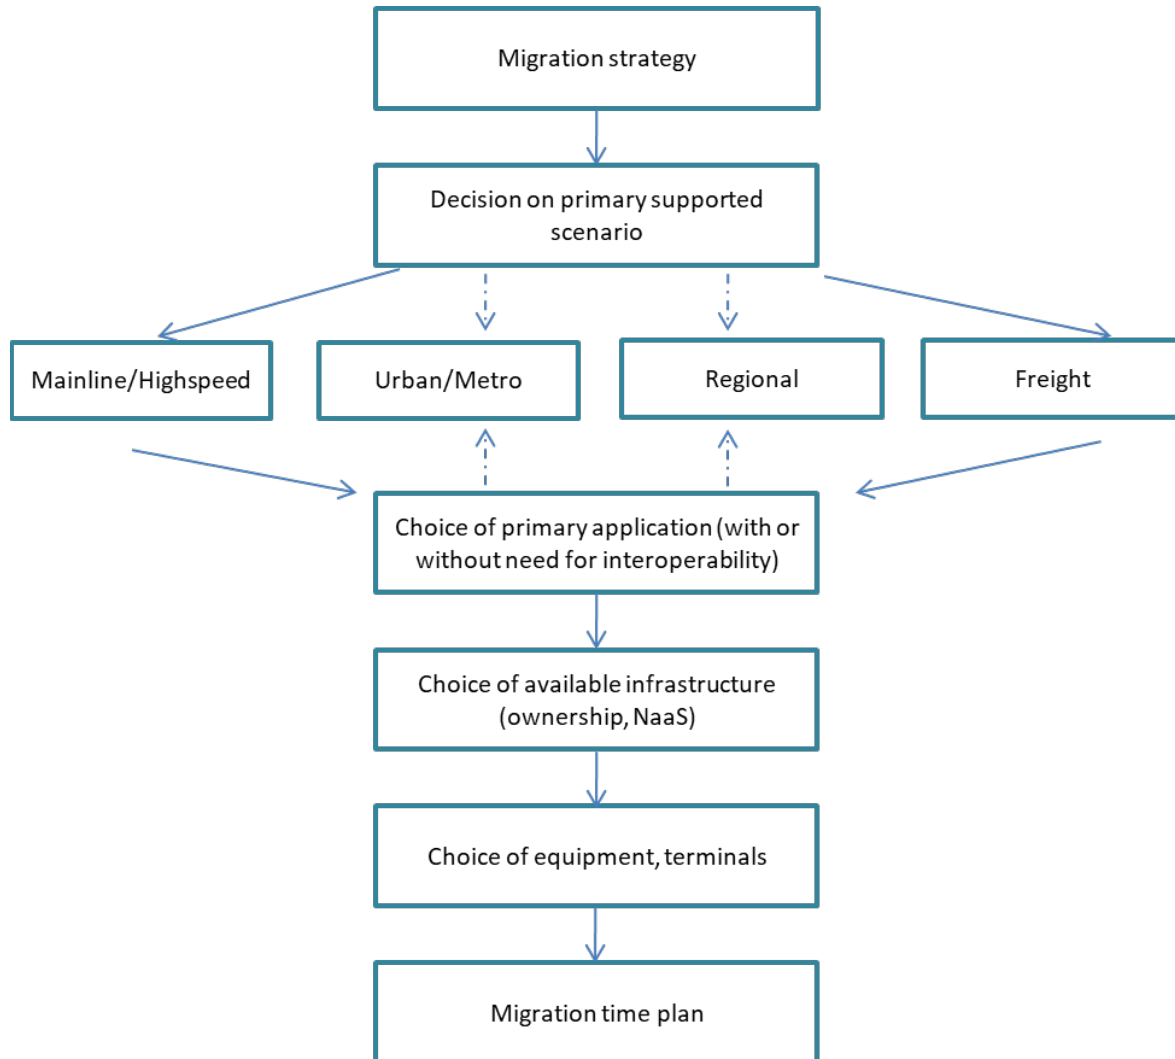 Migration strategy
Decision on primary supported
scenario
Mainline/Highspeed
Urban/Metro
Regional
Freight
Choice of primary application (with or
without need for interoperability)
Choice of available infrastructure
(ownership, NaaS)
Choice of equipment, terminals
Migration time plan